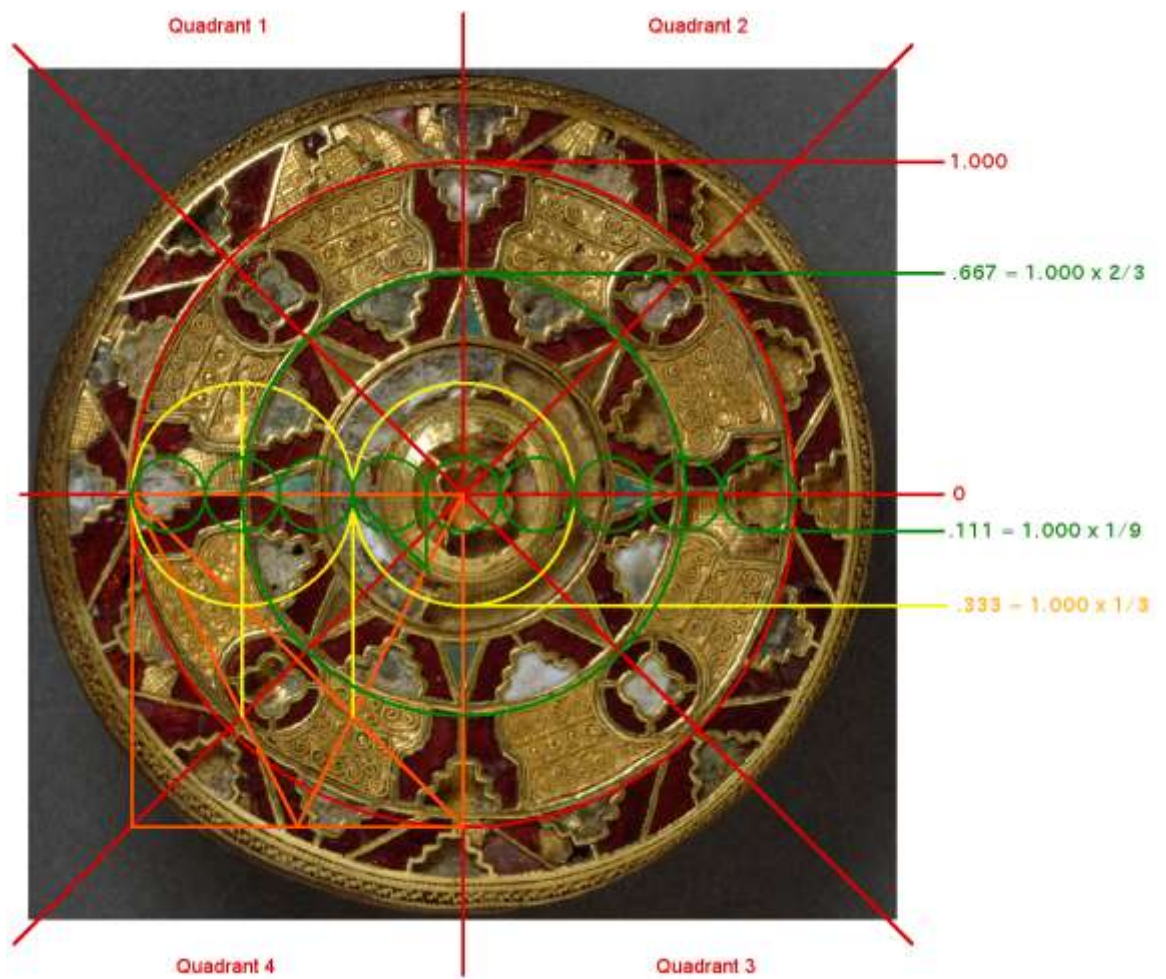 Quadrant 1
Quadrant 2
1.000
.667 = 1.000 x 2/3
0
.111 = 1.000 x 1/9
.333 = 1.000 x 1/3
Quadrant 4
Quadrant 3